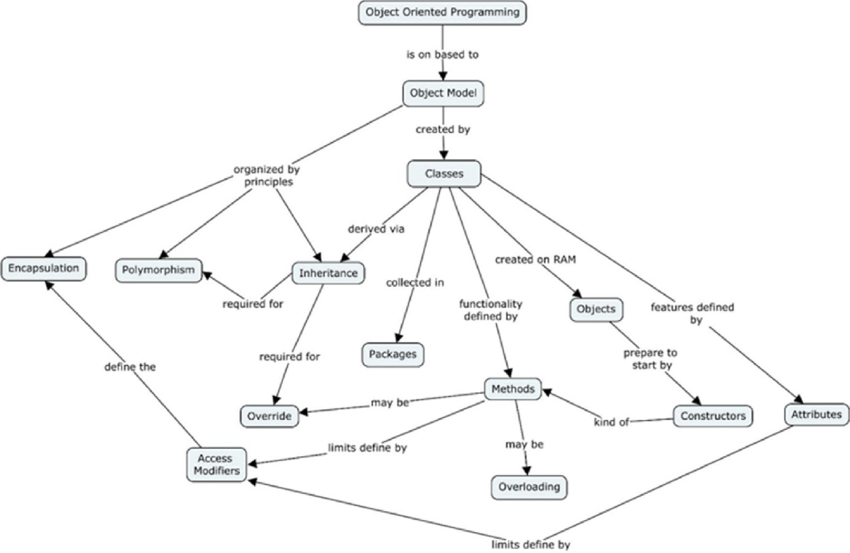 Object Oriented Programming
is on based to
Object Model
created by
Classes
organized by
principles
derived via
Encapsulation
Polymorphism
Inheritance
created on RAM
required for
collected in
functionality
defined by
Objects
features defined
by
required for
Packages
prepare to
start by
define the
Methods
Override
may be
kind of
Constructors
Attributes
limits define by
may be
Access
Modifiers
Overloading
limits define by